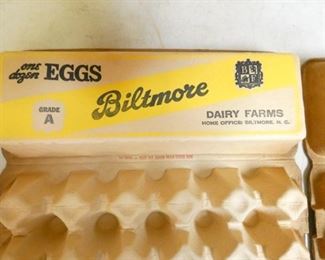 one dozen EGGS
GRADE A
Biltmore
DAIRY FARMS
HOME OFFICE: BILTMORE, N. C.